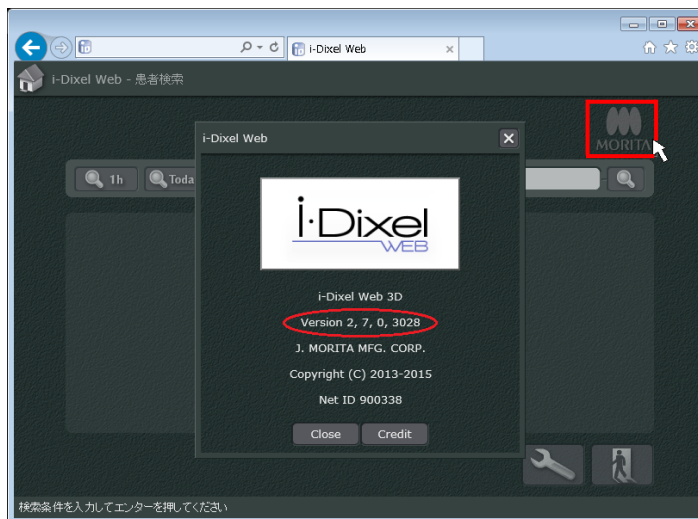 i-Dixel Web
i-Dixel Web - 患者検索
MORITA
i-Dixel Web
1h
Toda
i-Dixel
WEB
i-Dixel Web 3D
Version 2, 7, 0, 3028
J. MORITA MFG. CORP.
Copyright (C) 2013-2015
Net ID 900338
Close
Credit
検索条件を入力してエンターを押してください